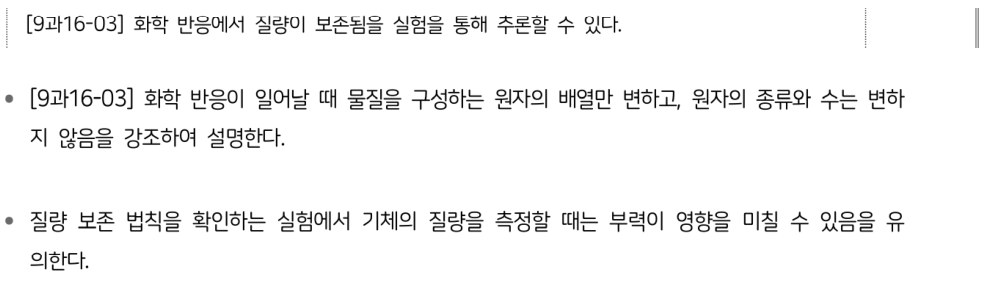 [9과16-03] 화학 반응에서 질량이 보존됨을 실험을 통해 추론할 수 있다.
• [9과16-03] 화학 반응이 일어날 때 물질을 구성하는 원자의 배열만 변하고, 원자의 종류와 수는 변하
지 않음을 강조하여 설명한다.
• 질량 보존 법칙을 확인하는 실험에서 기체의 질량을 측정할 때는 부력이 영향을 미칠 수 있음을 유
의한다.